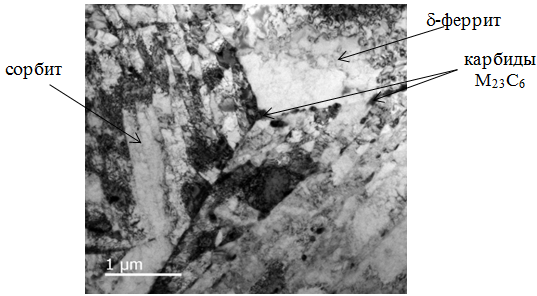 δ-феррит
карбиды
M23C6
сорбит
1 μm